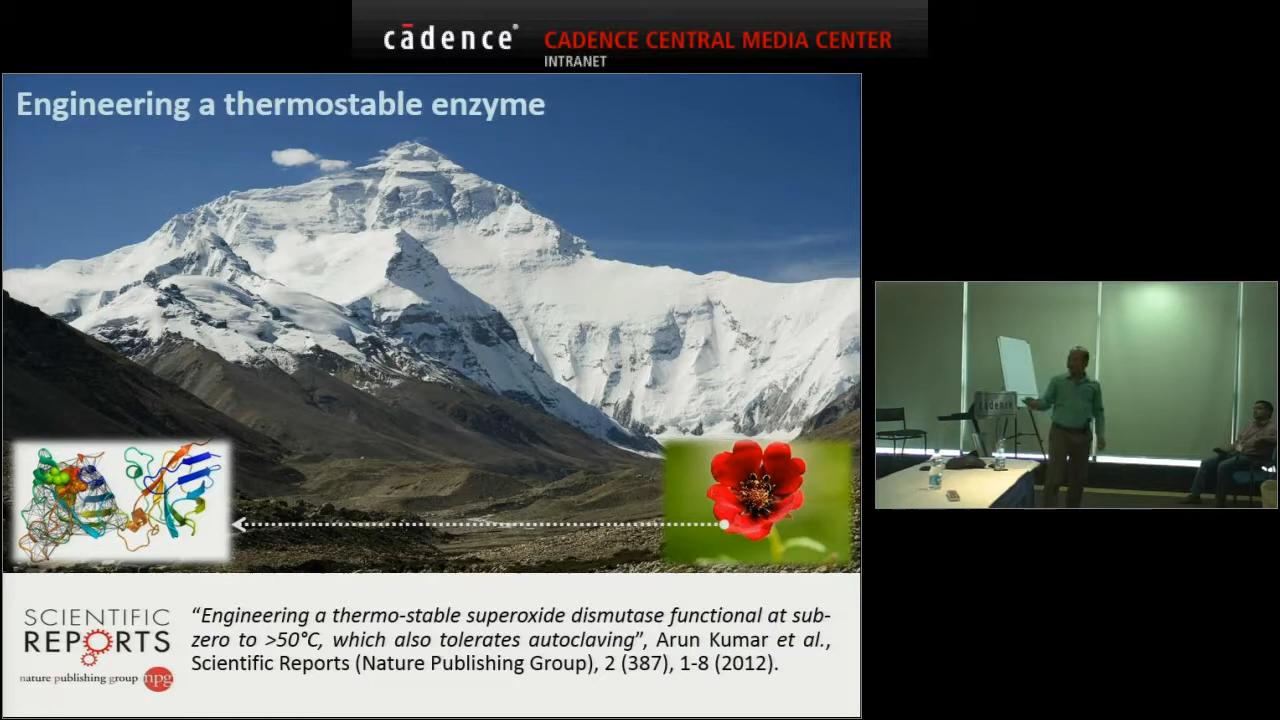 cādence®
CADENCE CENTRAL MEDIA CENTER
INTRANET
Engineering a thermostable enzyme
cādence
SCIENTIFIC
REPORTS
nature publishing group npg
“Engineering a thermo-stable superoxide dismutase functional at sub-
zero to >50°C, which also tolerates autoclaving”, Arun Kumar et al.,
Scientific Reports (Nature Publishing Group), 2 (387), 1-8 (2012).